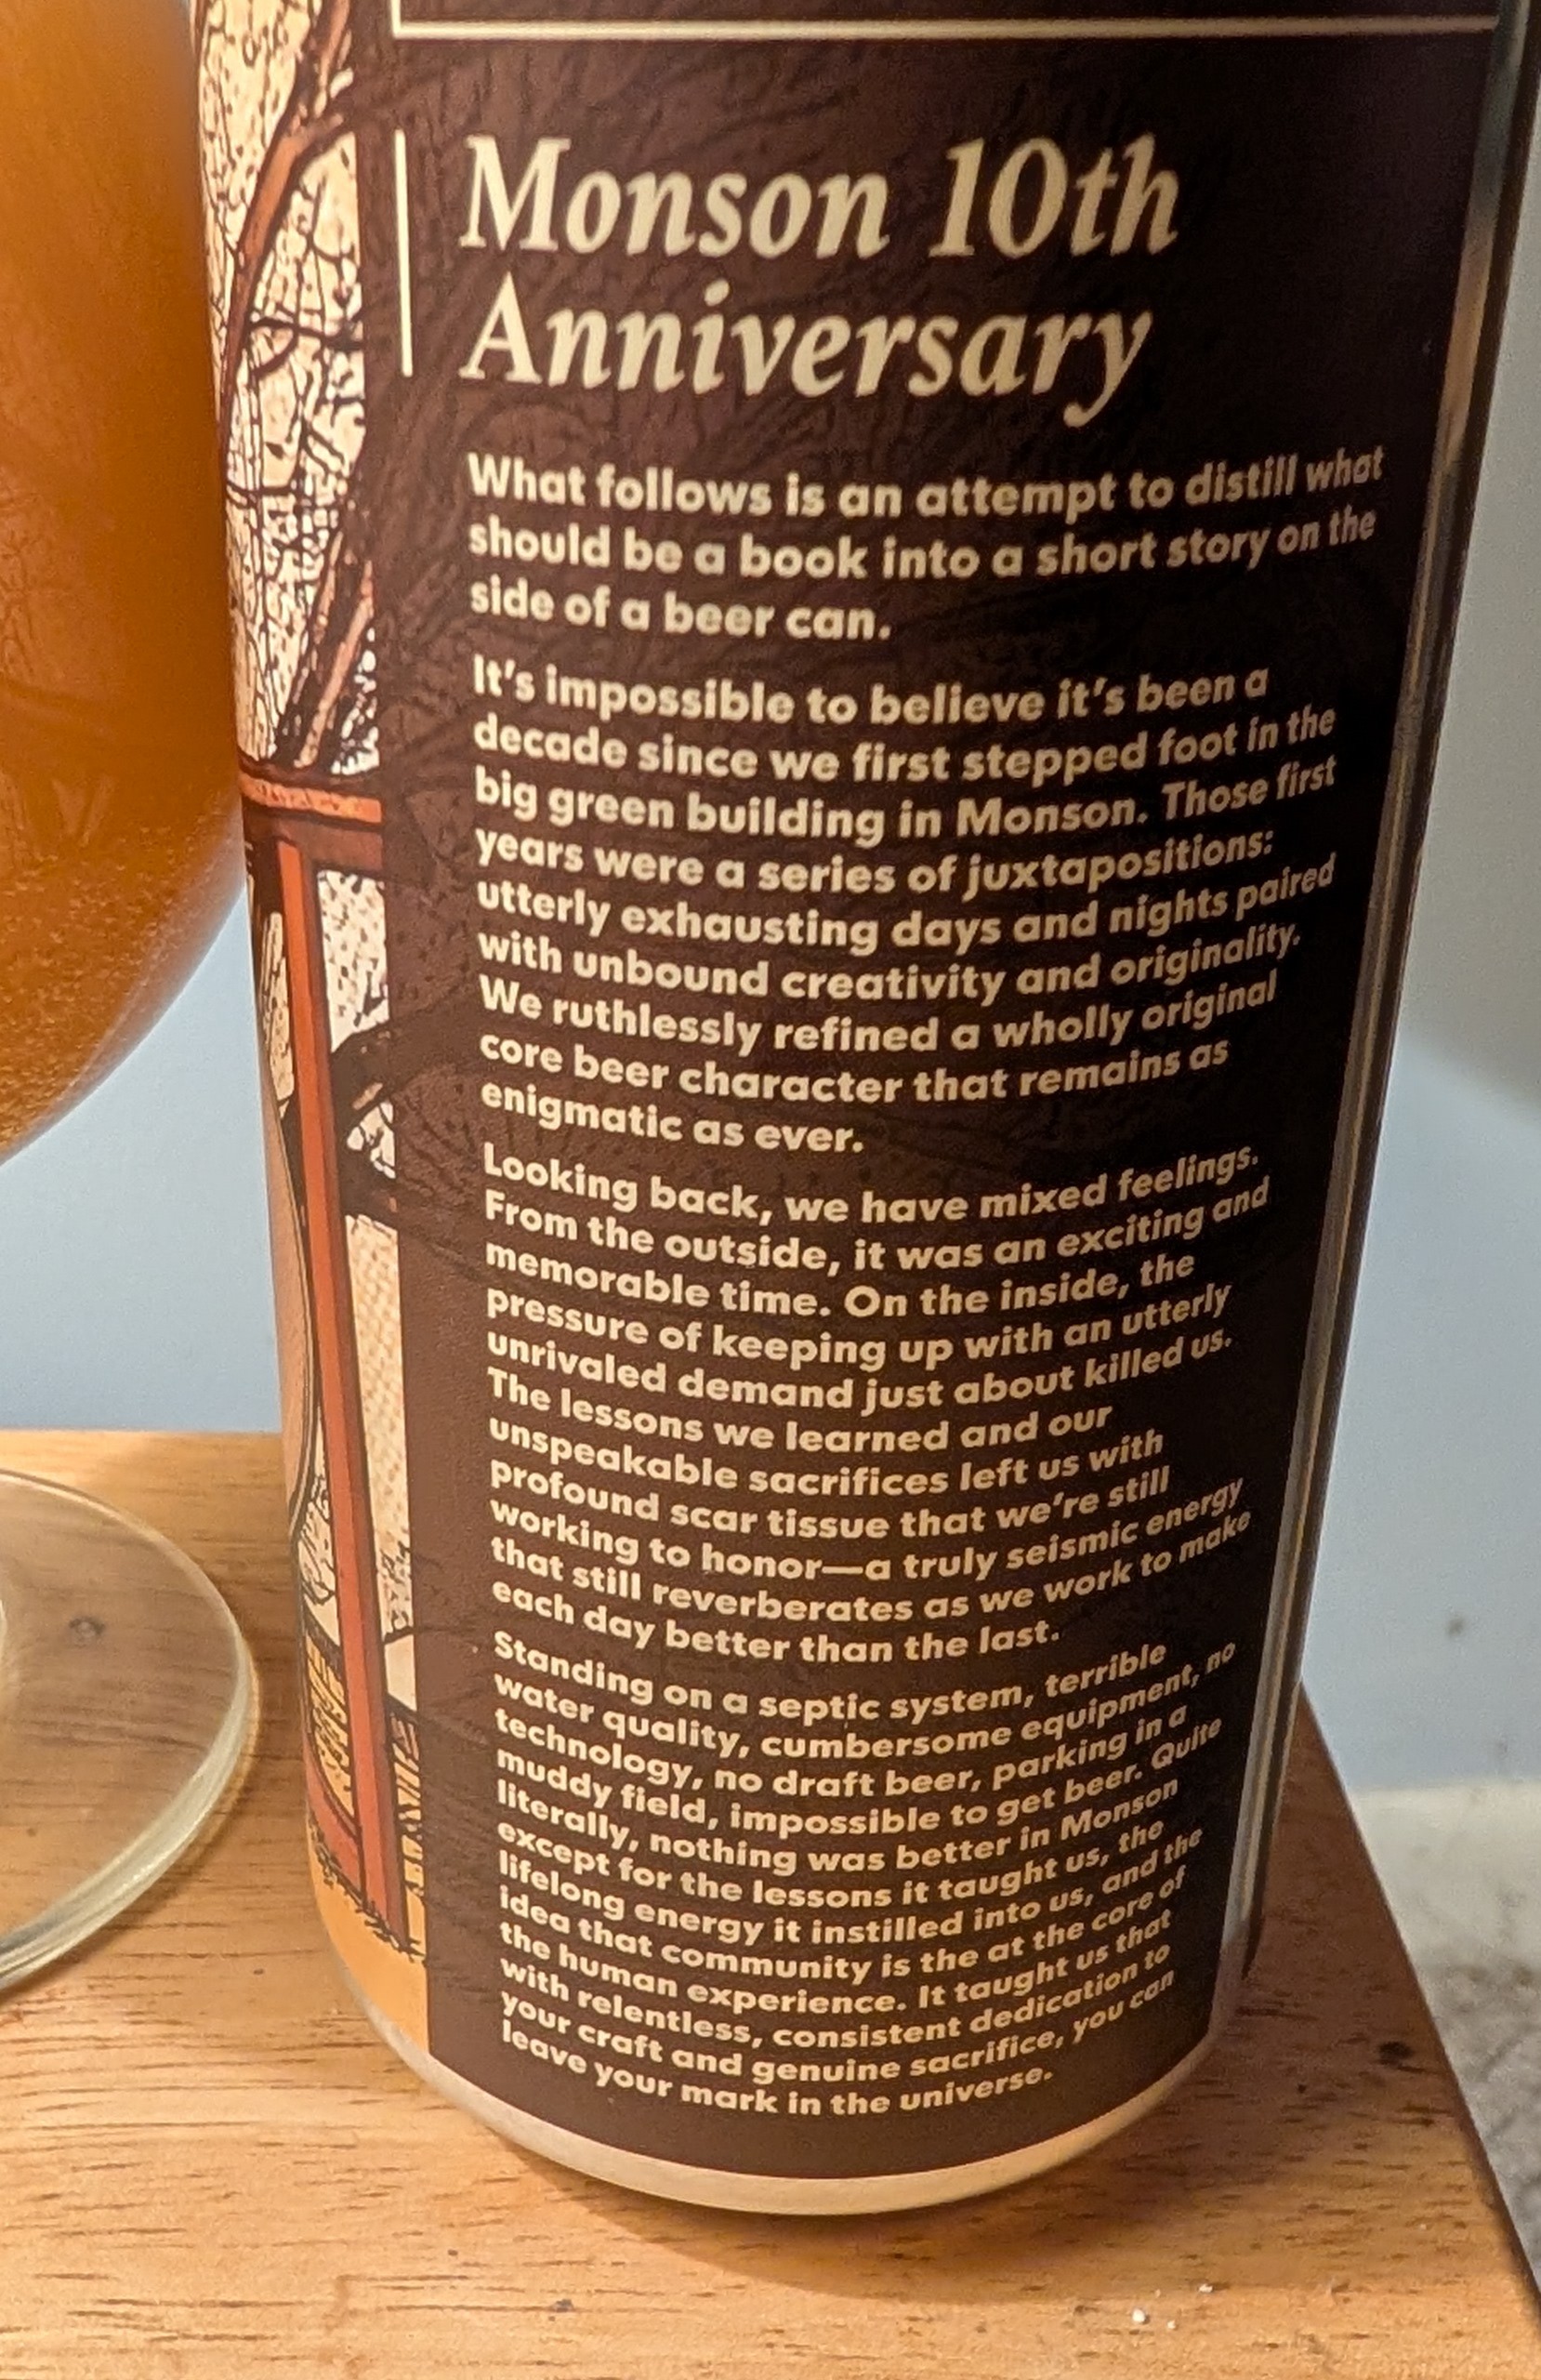 Monson 10th
Anniversary
What follows is an attempt to distill what
should be a book into a short story on the
side of a beer can.
It's impossible to believe it's been a
decade since we first stepped foot in the
big green building in Monson. Those first
years were a series of juxtapositions:
utterly exhausting days and nights paired
with unbound creativity and originality.
We ruthlessly refined a wholly original
core beer character that remains as
enigmatic as ever.
Looking back, we have mixed feelings.
From the outside, it was an exciting and
memorable time. On the inside, the
pressure of keeping up with an utterly
unrivaled demand just about killed us.
The lessons we learned and our
unspeakable sacrifices left us with
profound scar tissue that we're still
working to honor—a truly seismic energy
that still reverberates as we work to make
each day better than the last.
Standing on a septic system, terrible
water quality, cumbersome equipment, no
technology, no draft beer, parking in a
muddy field, impossible to get beer. Quite
literally, nothing was better in Monson
except for the lessons it taught us, the
lifelong energy it instilled into us, and the
idea that community is the at the core of
the human experience. It taught us that
with relentless, consistent dedication to
your craft and genuine sacrifice, you can
leave your mark in the universe.